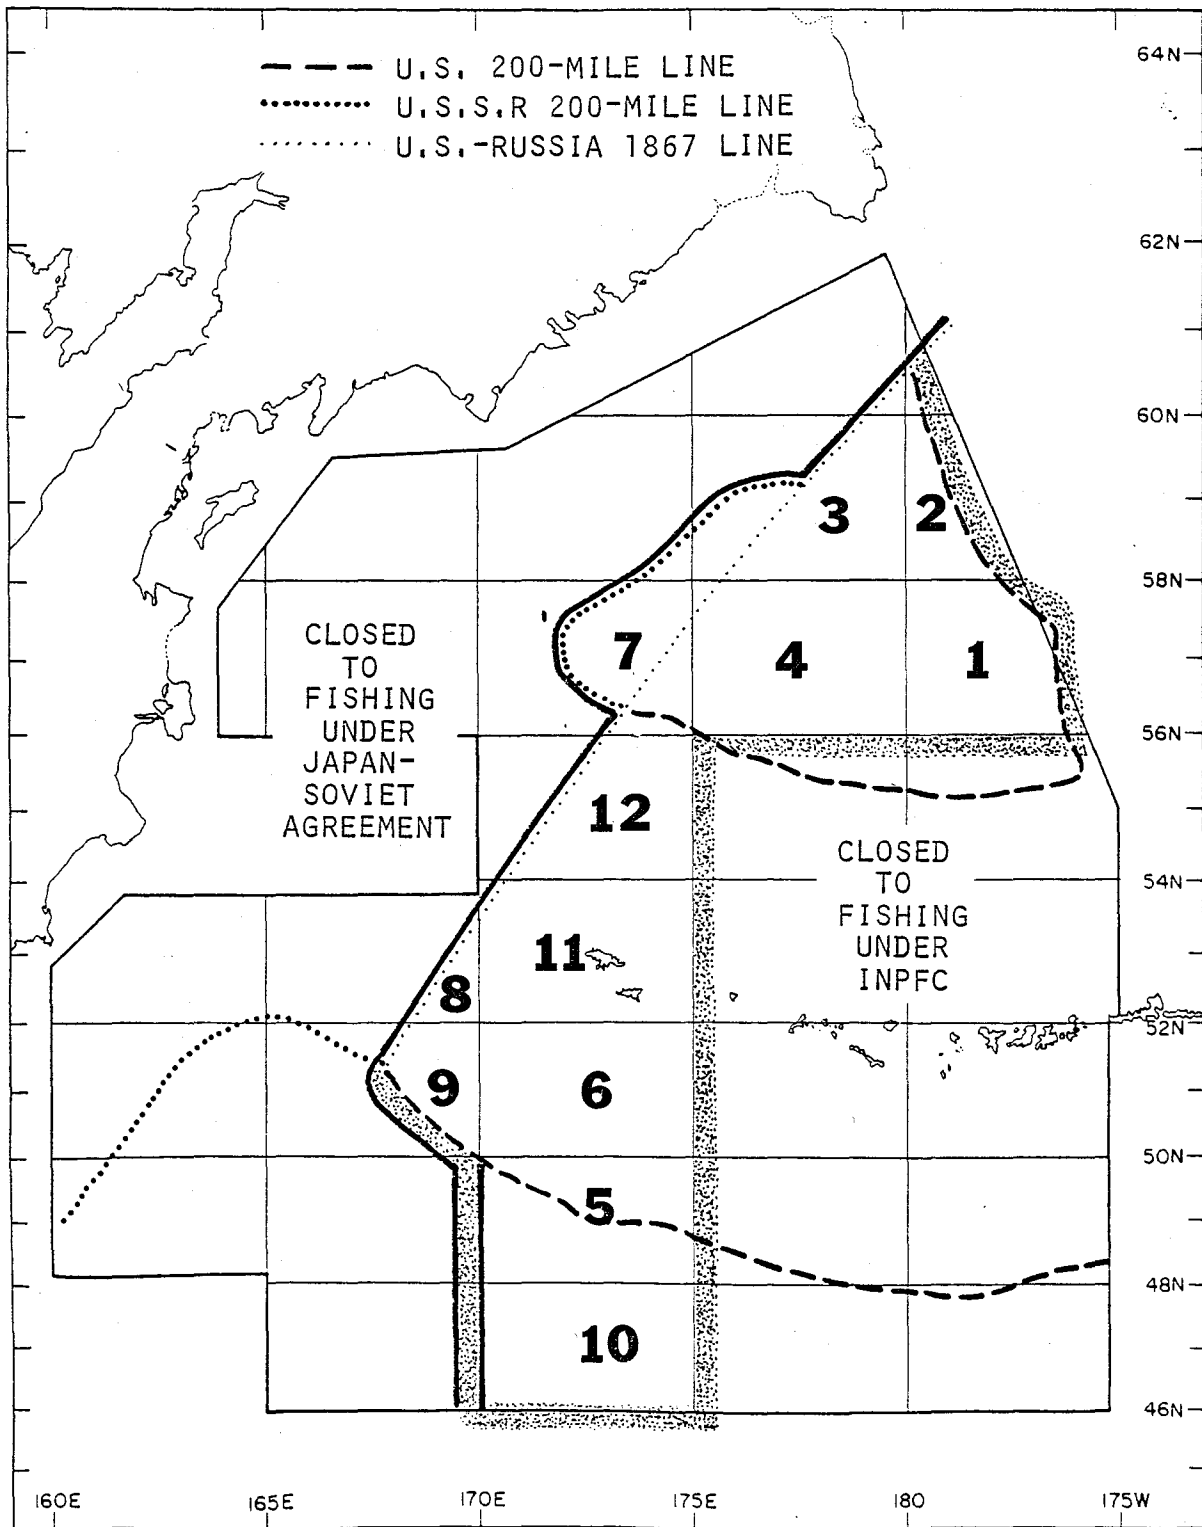 U.S. 200-MILE LINE
U.S.S.R 200-MILE LINE
U.S.-RUSSIA 1867 LINE
64N
62N
60N
58N
56N
54N
52N
50N
48N
46N
3
2
7
4
1
CLOSED
TO
FISHING
UNDER
JAPAN-
SOVIET
AGREEMENT
12
CLOSED
TO
FISHING
UNDER
INPFC
11
8
9
6
5
10
160E
165E
170E
175E
180
175W